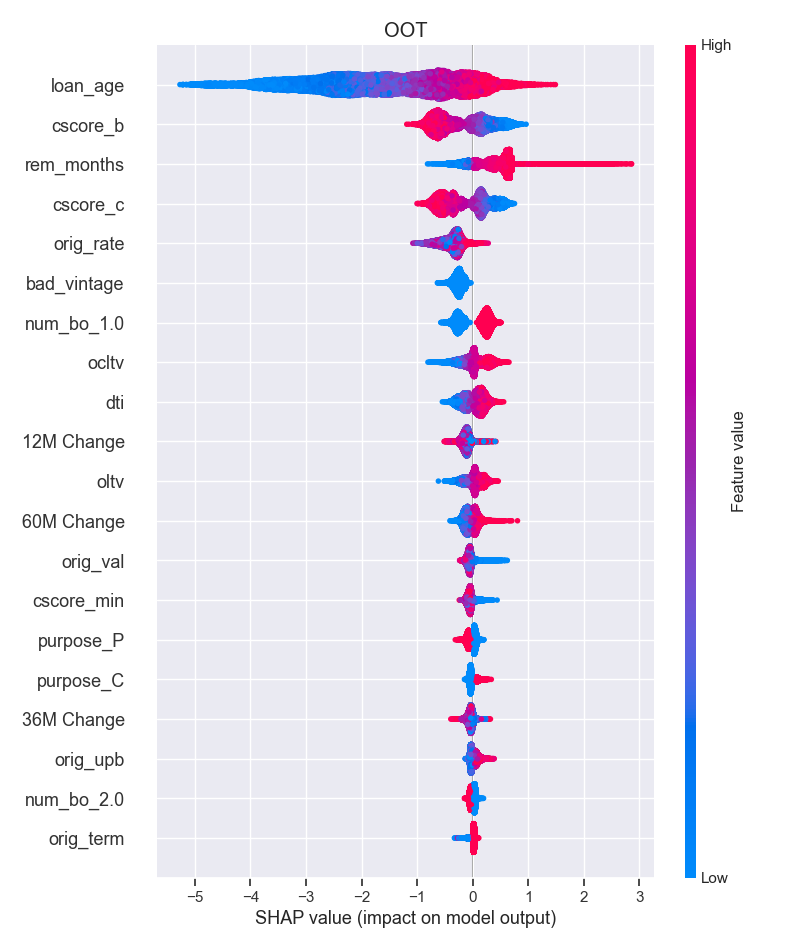 OOT
High
loan_age
cscore_b
rem_months
cscore_c
orig_rate
bad_vintage
num_bo_1.0
ocltv
dti
12M Change
oltv
60M Change
orig_val
cscore_min
purpose_P
purpose_C
36M Change
orig_upb
num_bo_2.0
orig_term
Feature value
Low
−5 −4 −3 −2 −1 0 1 2 3
SHAP value (impact on model output)